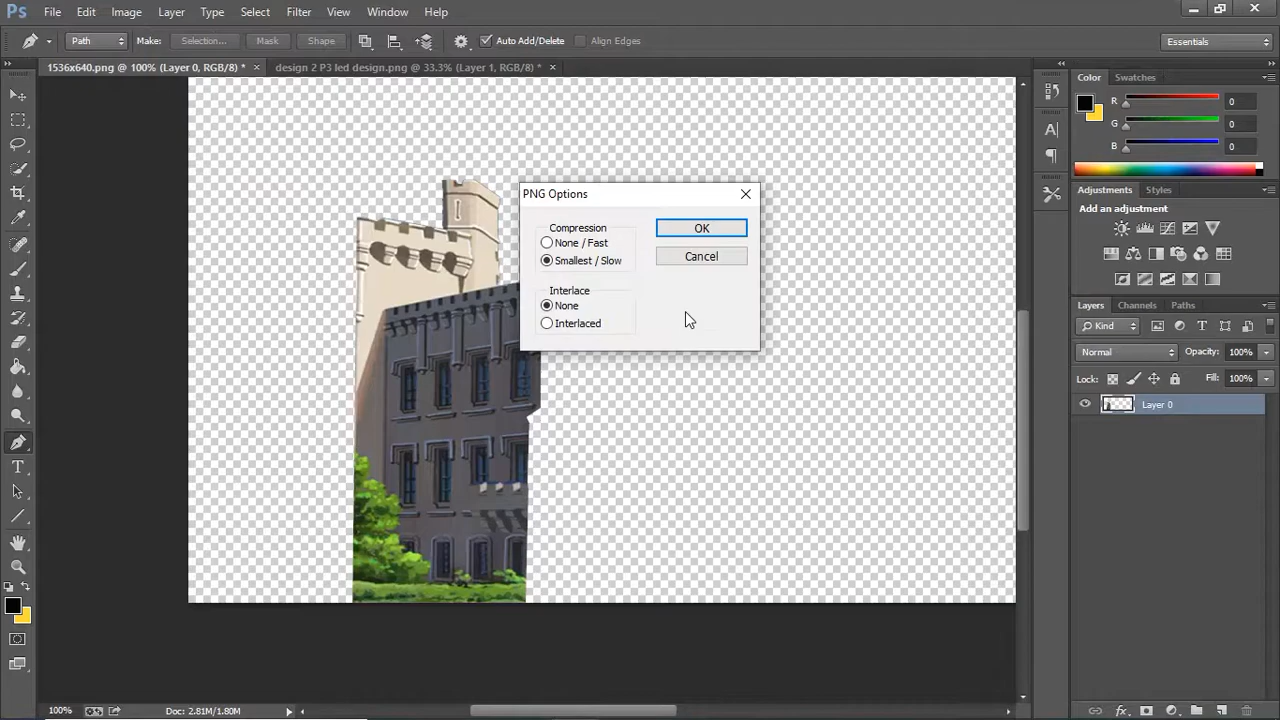 Ps File Edit Image Layer Type Select Filter View Window Help
Path Make: Selection... Mask Shape Auto Add/Delete Align Edges Essentials
1536x640.png @ 100% (Layer 0, RGB/8) * × design 2 P3 led design.png @ 33.3% (Layer 1, RGB/8) * ×
Color Swatches
R 0
G 0
B 0
Adjustments Styles
Add an adjustment
Layers Channels Paths
Kind
Normal Opacity: 100%
Lock: Fill: 100%
Layer 0
PNG Options
Compression
None / Fast
Smallest / Slow
Interlace
None
Interlaced
OK
Cancel
100% Doc: 2.81M/1.80M